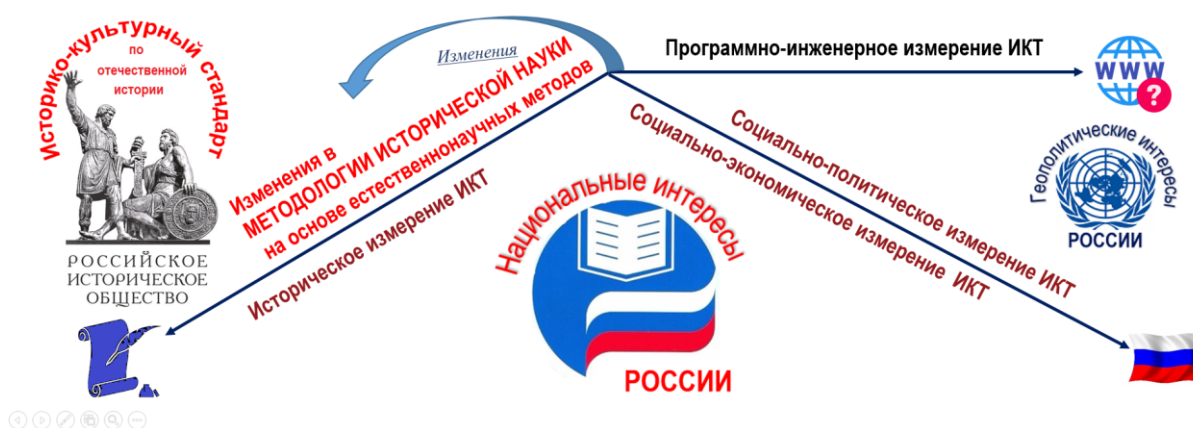 Историко-культурный стандарт
по
отечественной
истории
РОССИЙСКОЕ
ИСТОРИЧЕСКОЕ
ОБЩЕСТВО
Изменения
Изменения в
МЕТОДОЛОГИИ ИСТОРИЧЕСКОЙ НАУКИ
на основе естественнонаучных методов
Историческое измерение ИКТ
Программно-инженерное измерение ИКТ
WWW
?
Социально-политическое измерение ИКТ
Социально-экономическое измерение ИКТ
Геополитические интересы
РОССИИ
Национальные интересы
РОССИИ